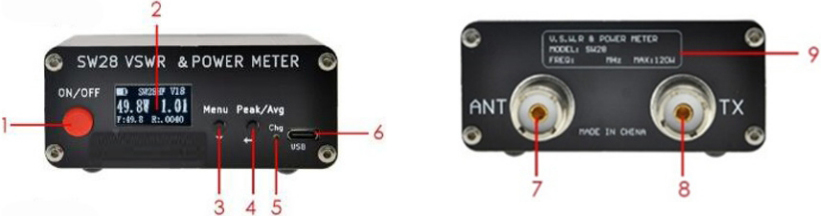 2
SW28 VSWR & POWER METER
ON/OFF
SW28HF V18
49.8W 1.01
F:49.8 R:.0040
Menu Peak/Avg
Chg
USB
1
3
4
5
6
V.S.W.R & POWER METER
MODEL: SW28
FREQ: MHz MAX:120W
9
ANT
TX
MADE IN CHINA
7
8